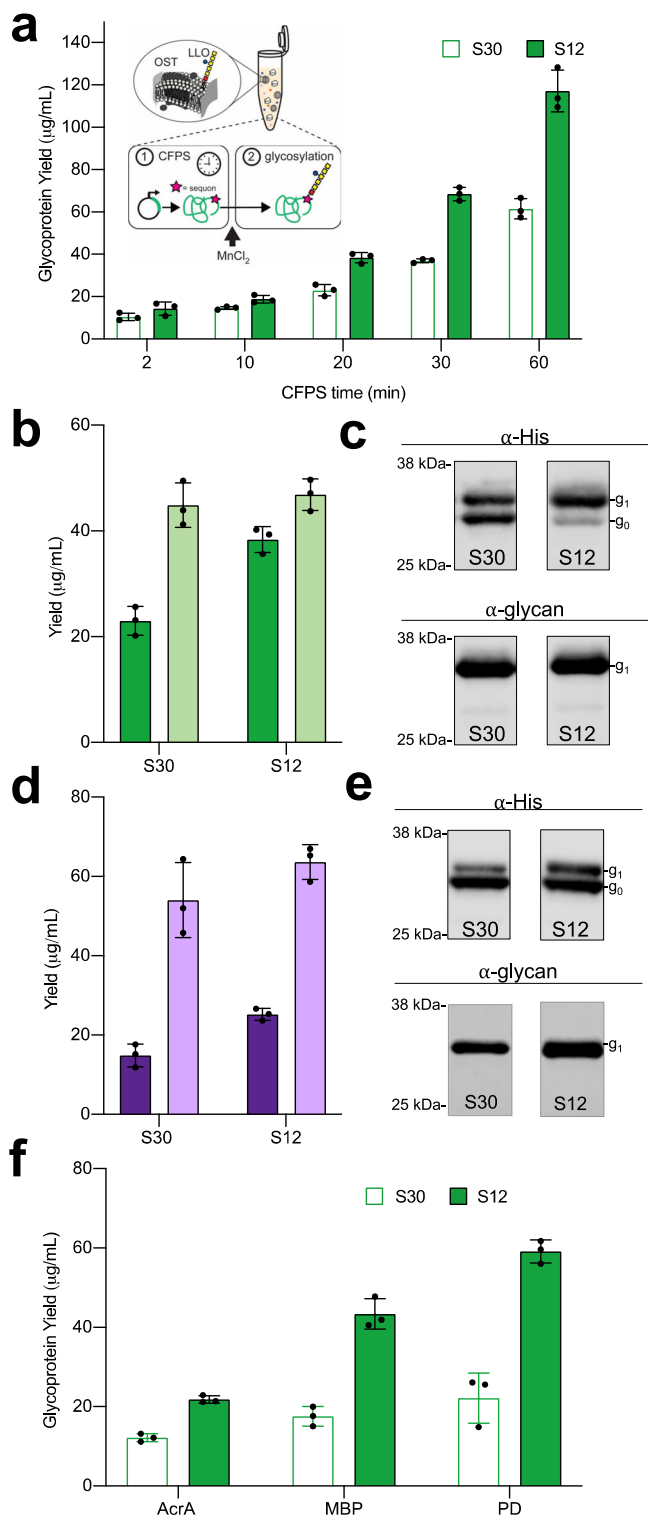 a
Glycoprotein Yield (μg/mL)
140
120
100
80
60
40
20
0
S30
S12
OST
LLO
1 CFPS
= sequon
2 glycosylation
MnCl2
2
10
20
30
60
CFPS time (min)
b
Yield (μg/mL)
60
40
20
0
S30
S12
c
α-His
38 kDa-
25 kDa-
S30
S12
-g1
-g0
α-glycan
38 kDa-
25 kDa-
S30
S12
-g1
d
Yield (μg/mL)
80
60
40
20
0
S30
S12
e
α-His
38 kDa-
25 kDa-
S30
S12
-g1
-g0
α-glycan
38 kDa-
25 kDa-
S30
S12
-g1
f
Glycoprotein Yield (μg/mL)
80
60
40
20
0
S30
S12
AcrA
MBP
PD